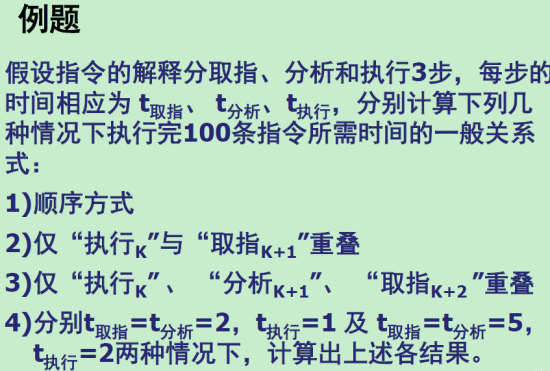 例题
假设指令的解释分取指、分析和执行3步，每步的
时间相应为 t取指、 t分析、t执行，分别计算下列几
种情况下执行完100条指令所需时间的一般关系
式：
1)顺序方式
2)仅“执行K”与“取指K+1”重叠
3)仅“执行K”、 “分析K+1”、 “取指K+2 ”重叠
4)分别t取指=t分析=2，t执行=1 及 t取指=t分析=5，
t执行=2两种情况下，计算出上述各结果。